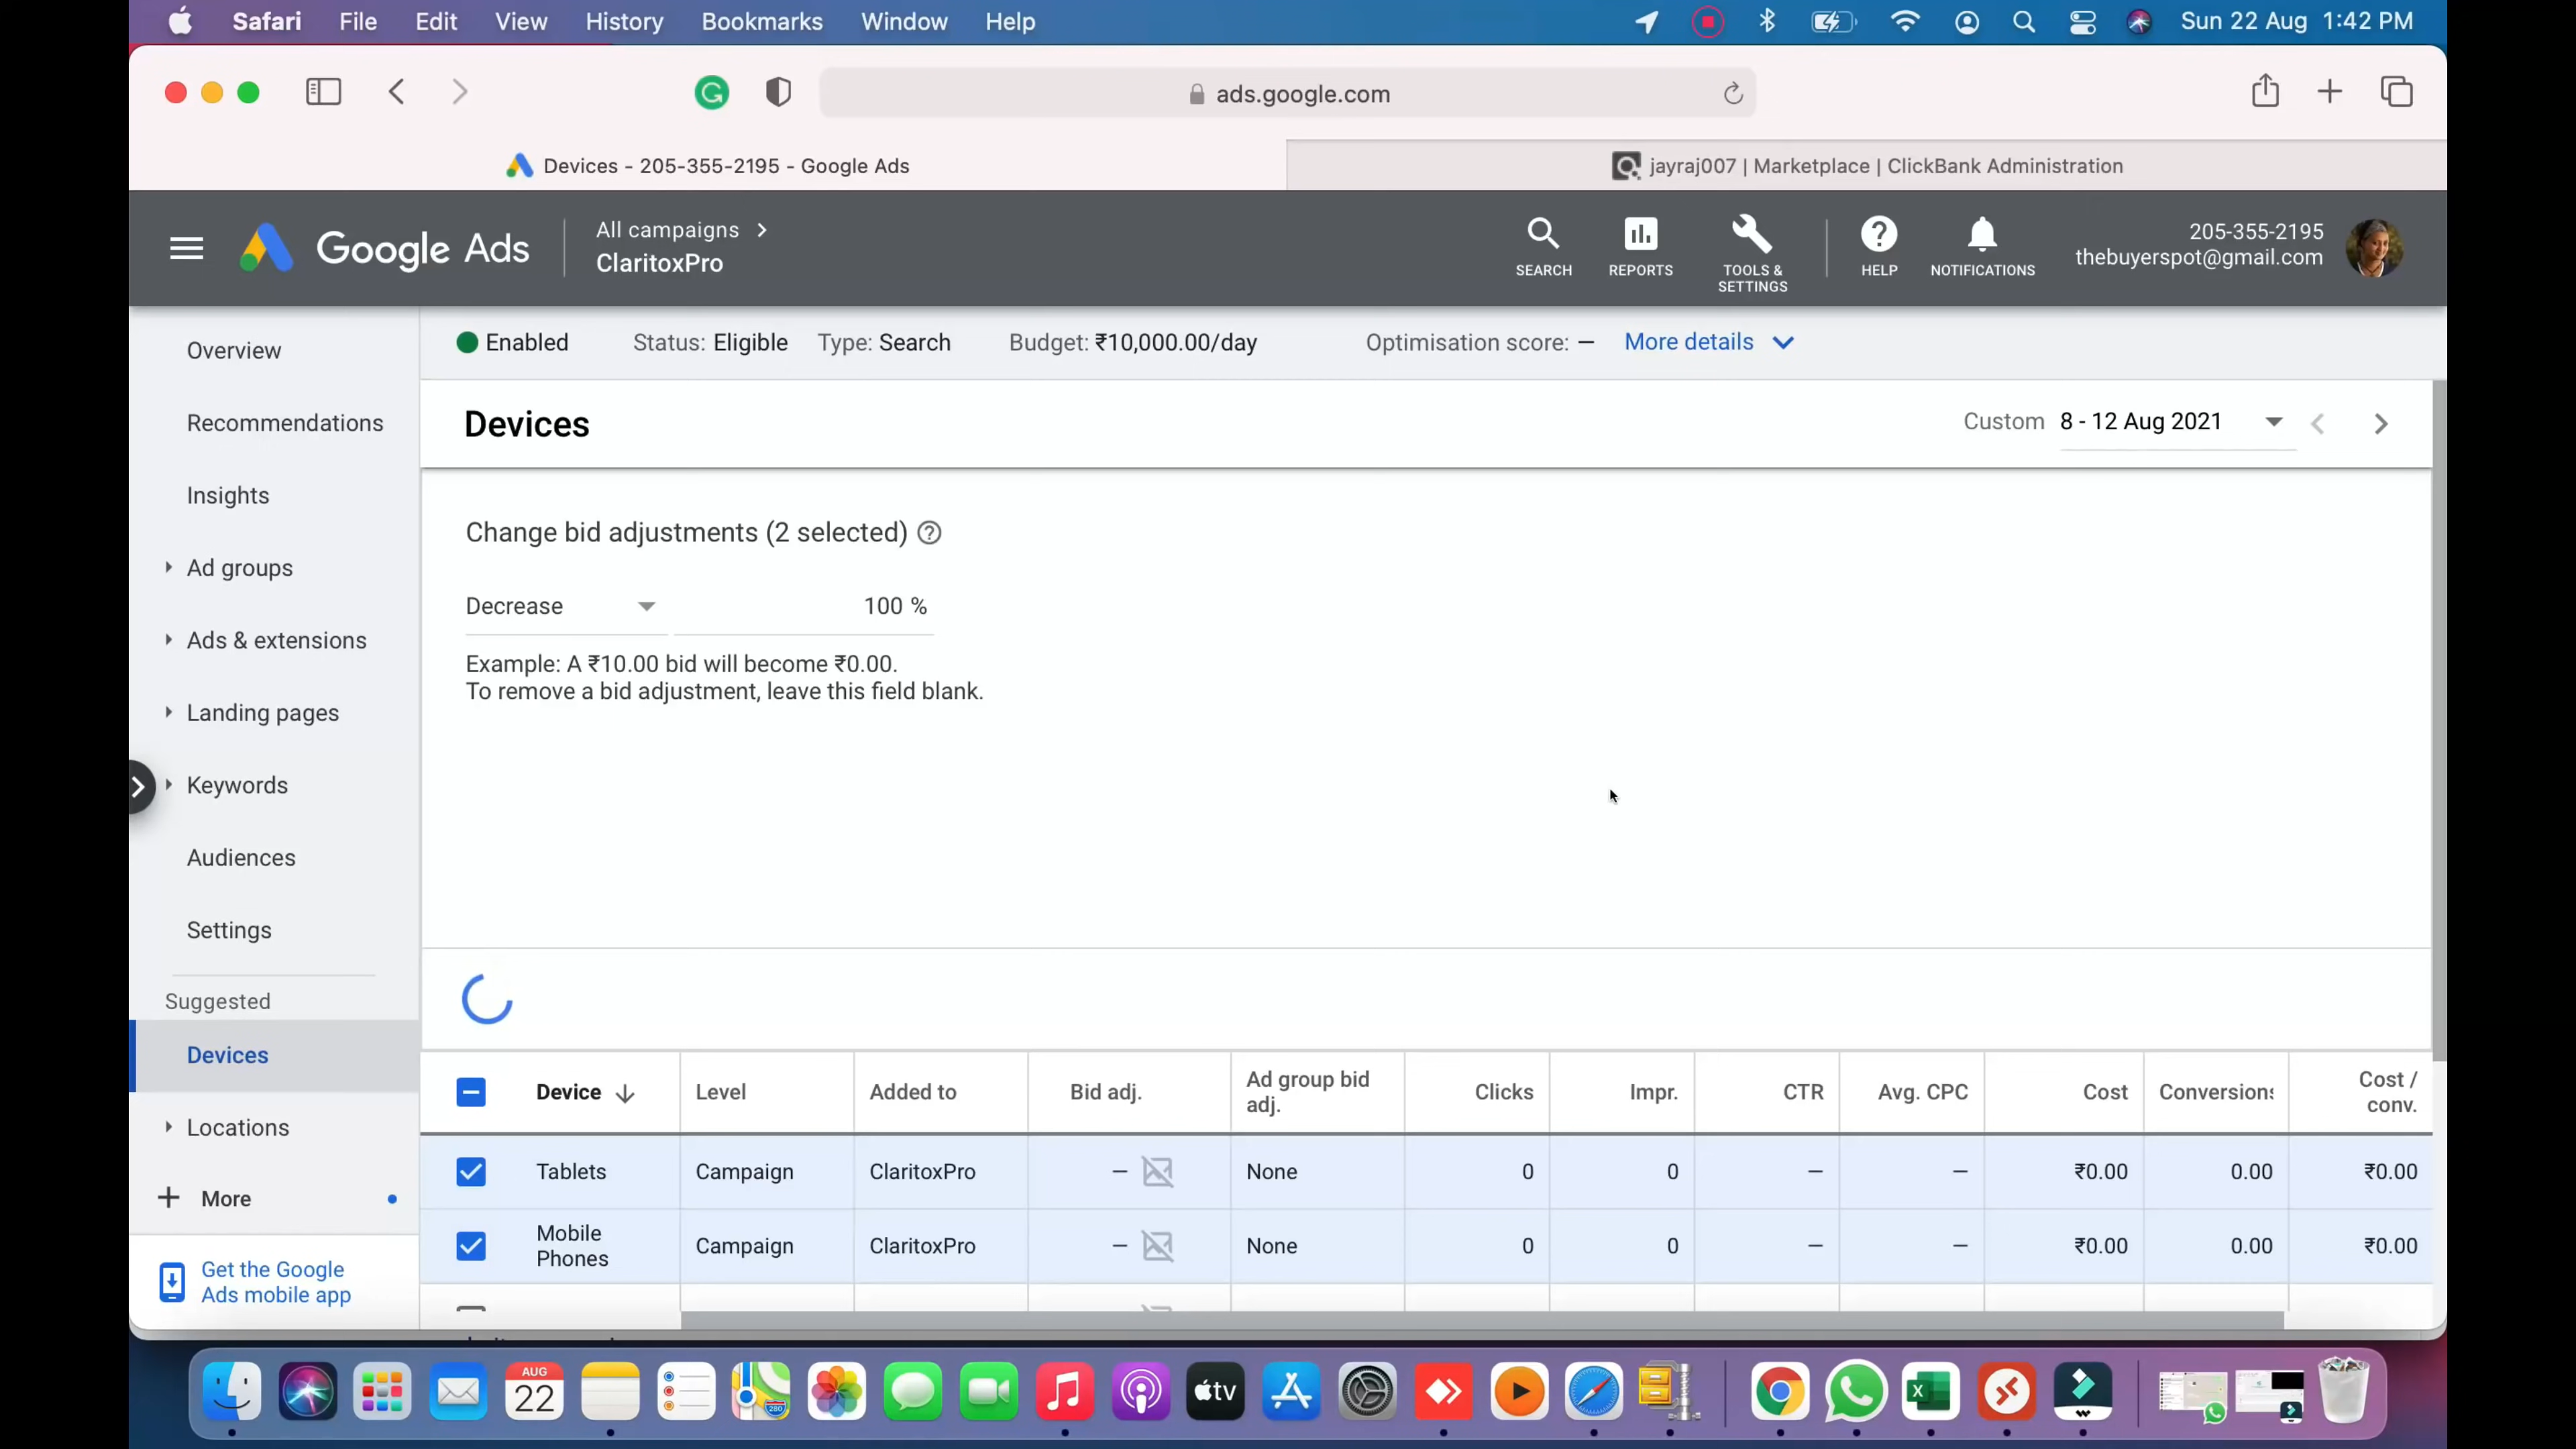 Safari File Edit View History Bookmarks Window Help Sun 22 Aug 1:42 PM
ads.google.com
Devices - 205-355-2195 - Google Ads
jayraj007 | Marketplace | ClickBank Administration
Google Ads
All campaigns
ClaritoxPro
SEARCH
REPORTS
TOOLS & SETTINGS
HELP
NOTIFICATIONS
205-355-2195
thebuyerspot@gmail.com
Enabled Status: Eligible Type: Search Budget: ₹10,000.00/day Optimisation score: – More details
Overview
Recommendations
Insights
Ad groups
Ads & extensions
Landing pages
Keywords
Audiences
Settings
Suggested
Devices
Locations
More
Get the Google
Ads mobile app
Devices
Custom 8 - 12 Aug 2021
Change bid adjustments (2 selected)
Decrease 100 %
Example: A ₹10.00 bid will become ₹0.00.
To remove a bid adjustment, leave this field blank.
Device Level Added to Bid adj. Ad group bid adj. Clicks Impr. CTR Avg. CPC Cost Conversions Cost / conv.
Tablets Campaign ClaritoxPro – None 0 0 – – ₹0.00 0.00 ₹0.00
Mobile Phones Campaign ClaritoxPro – None 0 0 – – ₹0.00 0.00 ₹0.00
AUG
22
tv
280